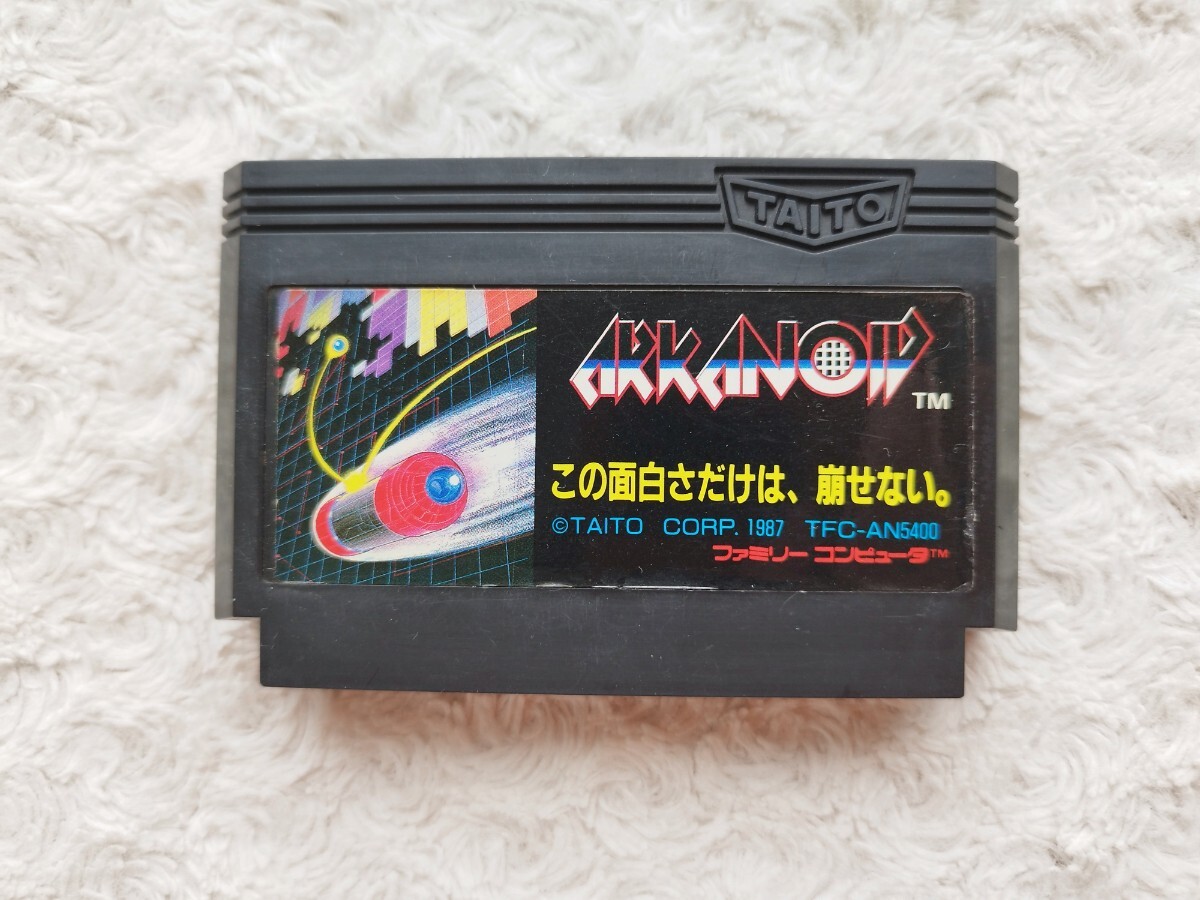 TAITO
ARKANOID
TM
この面白さだけは、崩せない。
©TAITO CORP. 1987 TFC-AN5400
ファミリー コンピュータ™